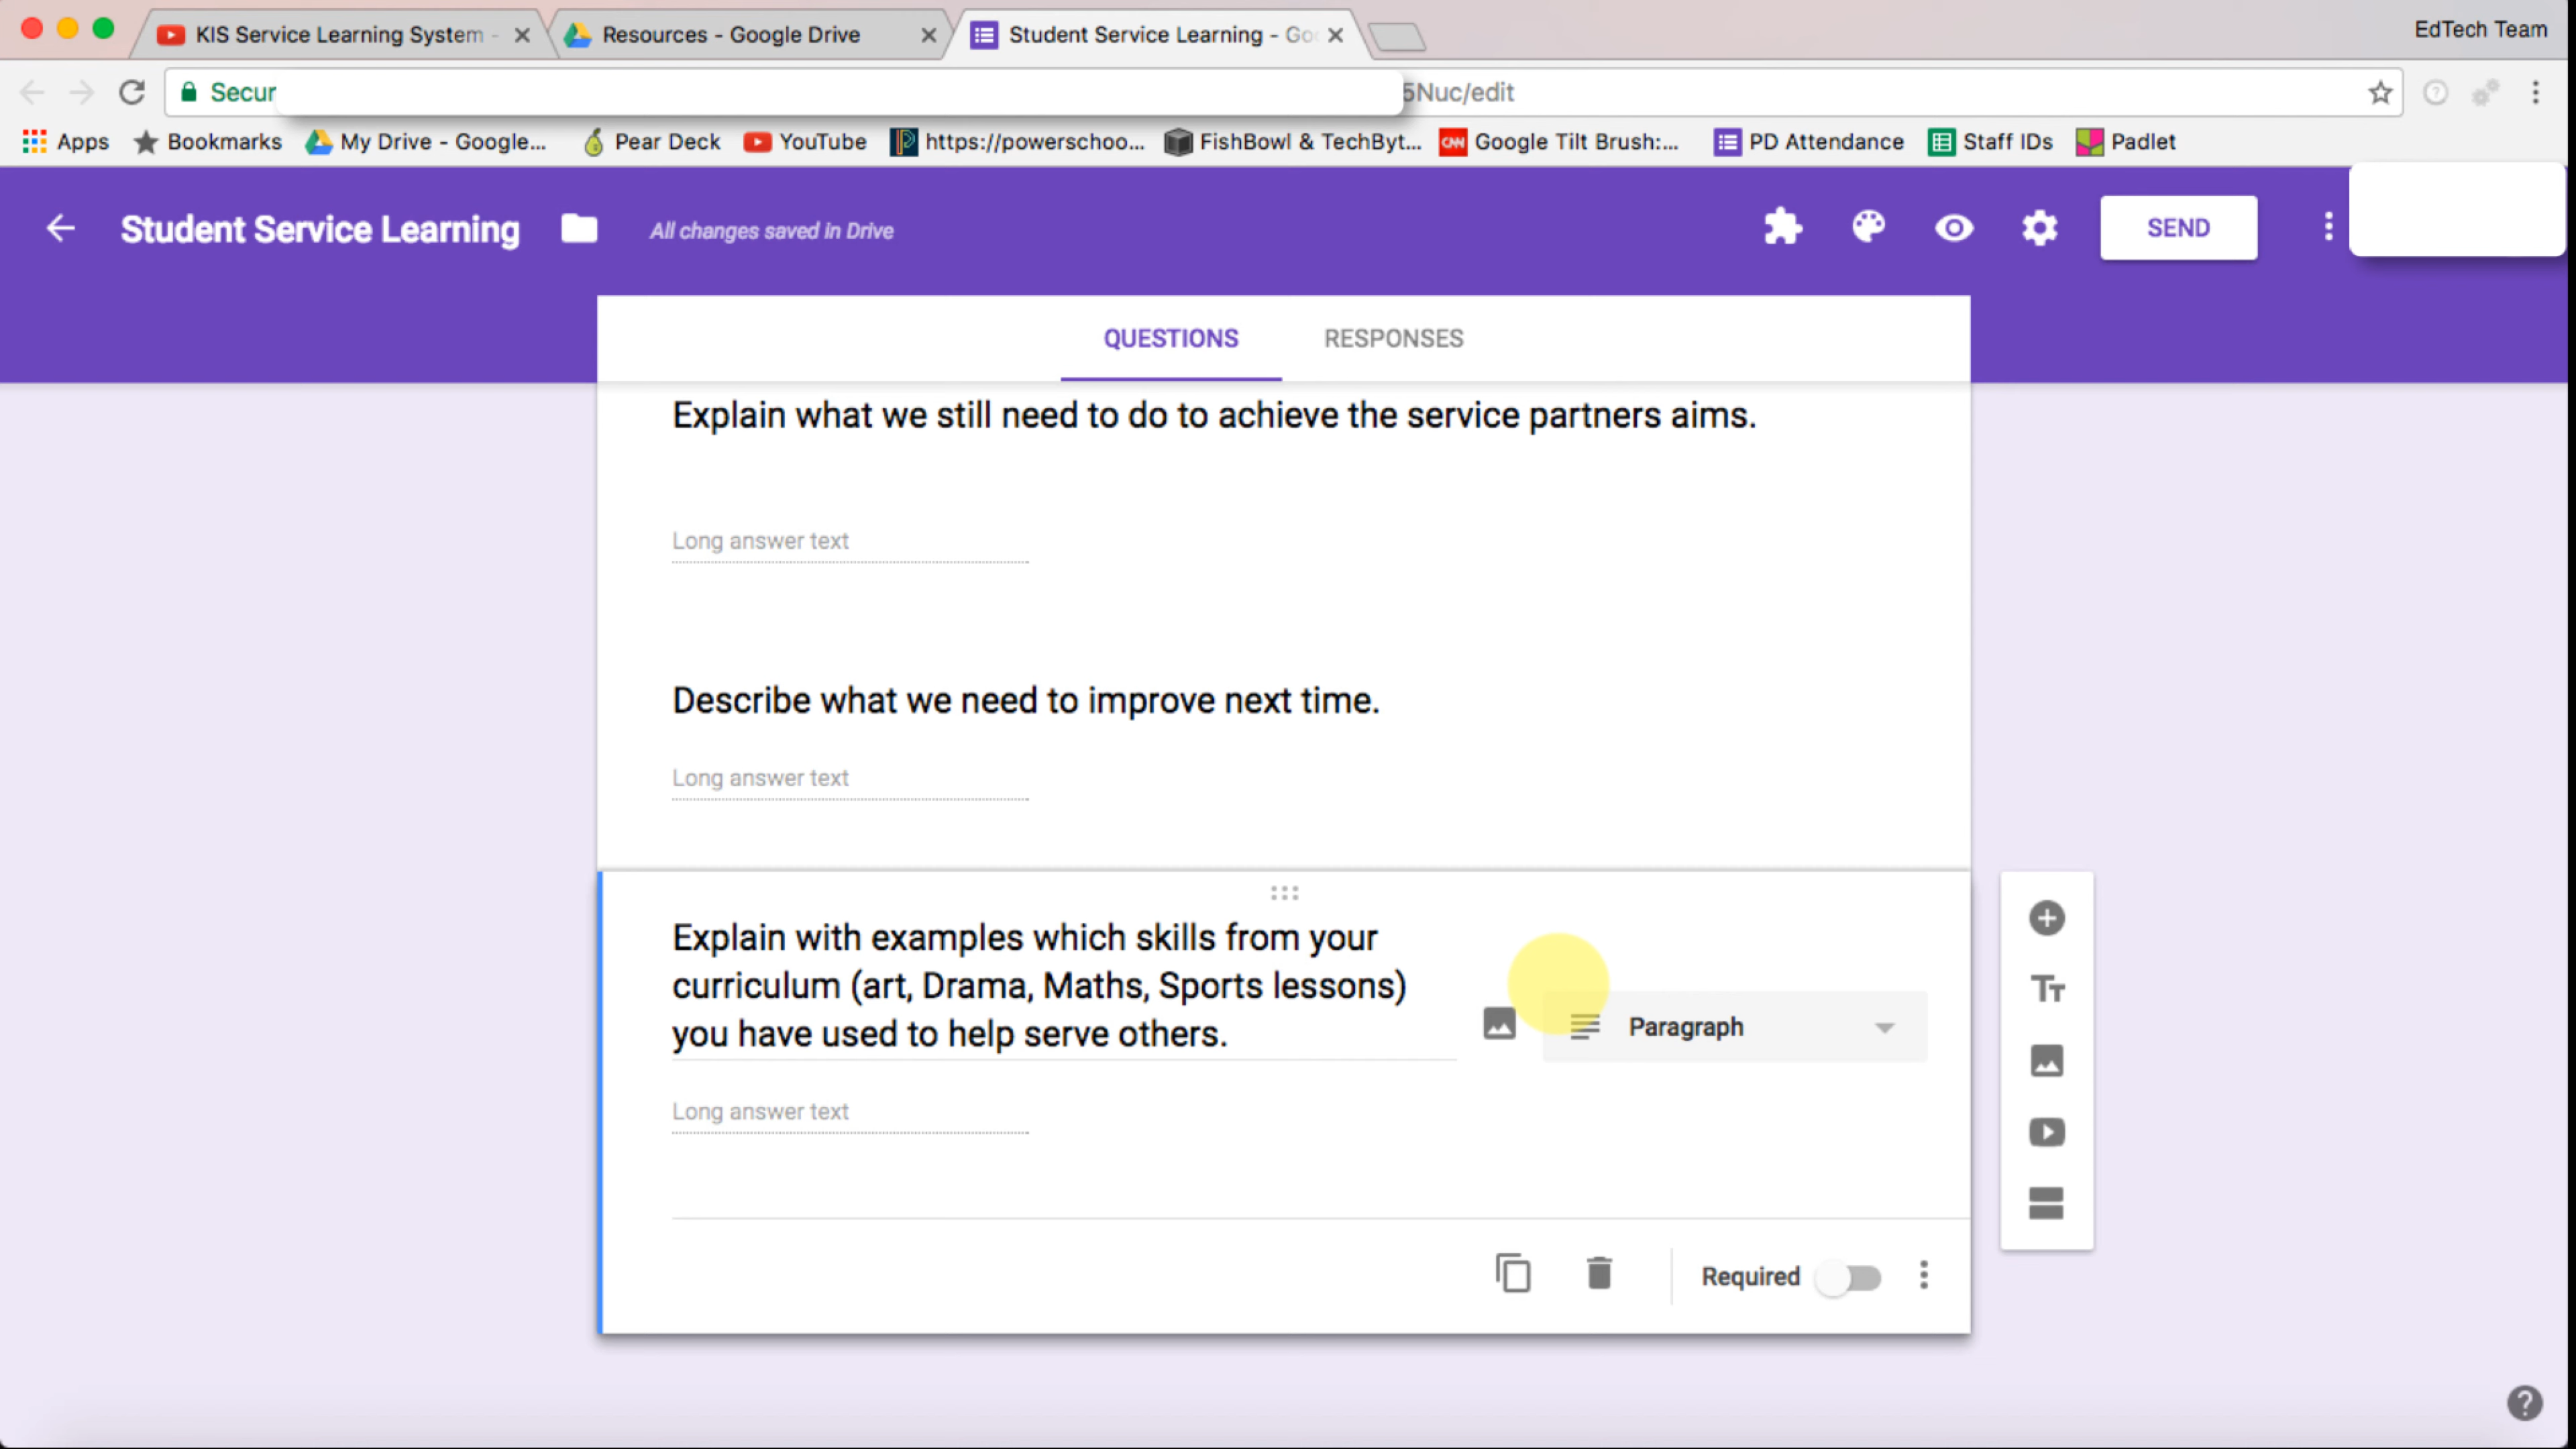 KIS Service Learning System -
Resources - Google Drive
Student Service Learning - Goo
EdTech Team
Secur
5Nuc/edit
Apps
Bookmarks
My Drive - Google...
Pear Deck
YouTube
https://powerschoo...
FishBowl & TechByt...
CNN
Google Tilt Brush:...
PD Attendance
Staff IDs
Padlet
Student Service Learning
All changes saved in Drive
SEND
QUESTIONS
RESPONSES
Explain what we still need to do to achieve the service partners aims.
Long answer text
Describe what we need to improve next time.
Long answer text
Explain with examples which skills from your
curriculum (art, Drama, Maths, Sports lessons)
you have used to help serve others.
Paragraph
Long answer text
Required